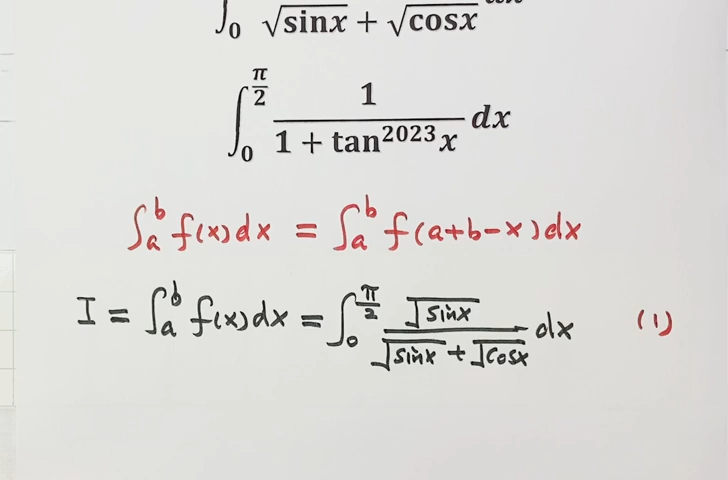 ∫₀ √sinx + √cosx
∫₀^(π/2) 1/(1 + tan²⁰²³x) dx
∫ₐᵇ f(x)dx = ∫ₐᵇ f(a+b-x)dx
I = ∫ₐᵇ f(x)dx = ∫₀^(π/2) √sinx/(√sinx + √cosx) dx (1)